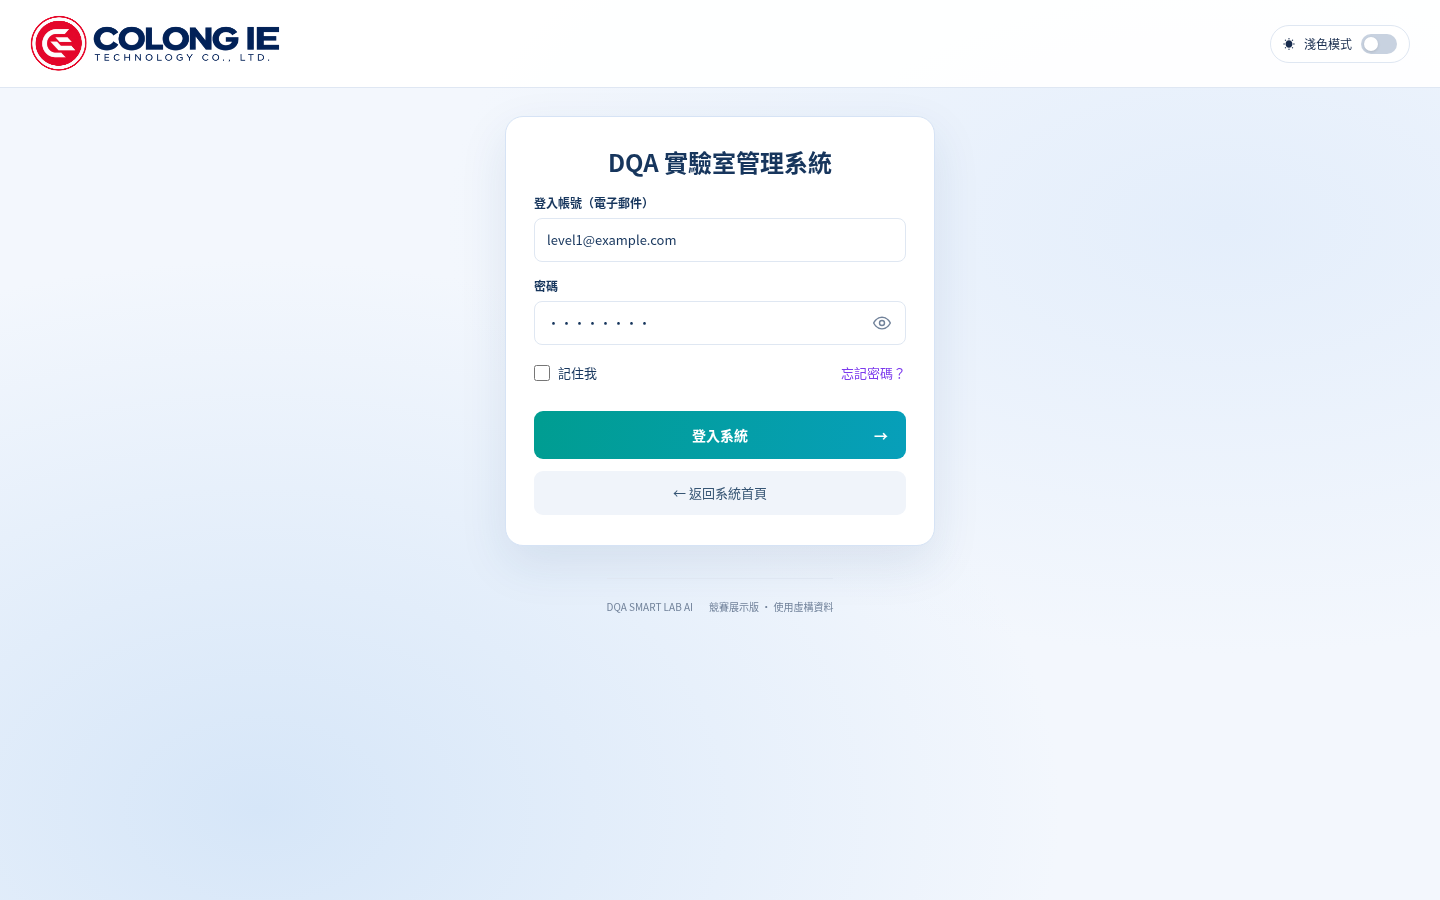 COLONG IE
TECHNOLOGY CO., LTD.
淺色模式
DQA 實驗室管理系統
登入帳號（電子郵件）
level1@example.com
密碼
••••••••
記住我
忘記密碼？
登入系統 →
← 返回系統首頁
DQA SMART LAB AI 競賽展示版 • 使用虛構資料